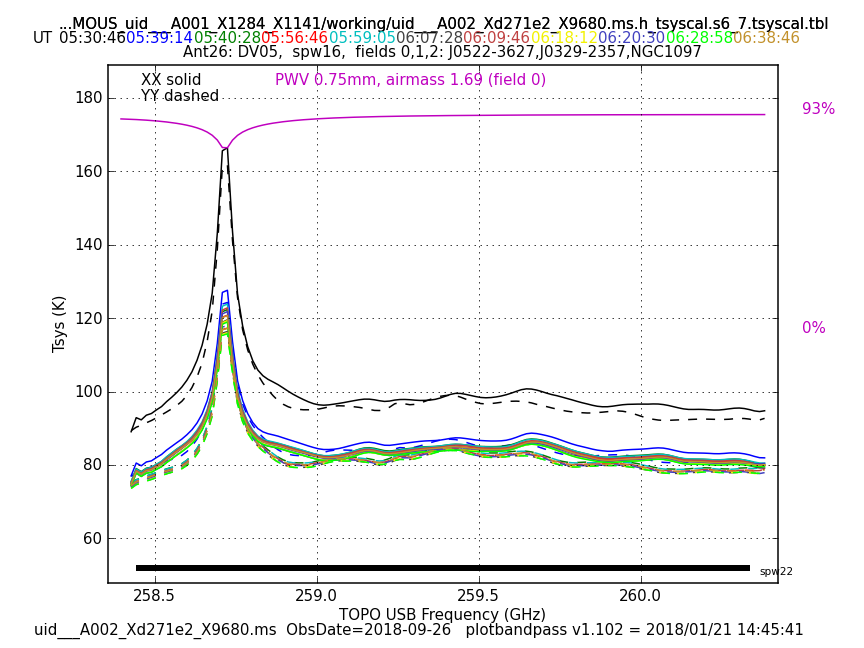 ...MOUS_uid___A001_X1284_X1141/working/uid___A002_Xd271e2_X9680.ms.h_tsyscal.s6_7.tsyscal.tbl
UT 05:30:46 05:39:14 05:40:28 05:56:46 05:59:05 06:07:28 06:09:46 06:18:12 06:20:30 06:28:58 06:38:46
Ant26: DV05, spw16, fields 0,1,2: J0522-3627,J0329-2357,NGC1097
XX solid
PWV 0.75mm, airmass 1.69 (field 0)
YY dashed
180
93%
160
140
120
0%
Tsys (K)
100
80
60
spw22
258.5 259.0 259.5 260.0
TOPO USB Frequency (GHz)
uid___A002_Xd271e2_X9680.ms ObsDate=2018-09-26 plotbandpass v1.102 = 2018/01/21 14:45:41